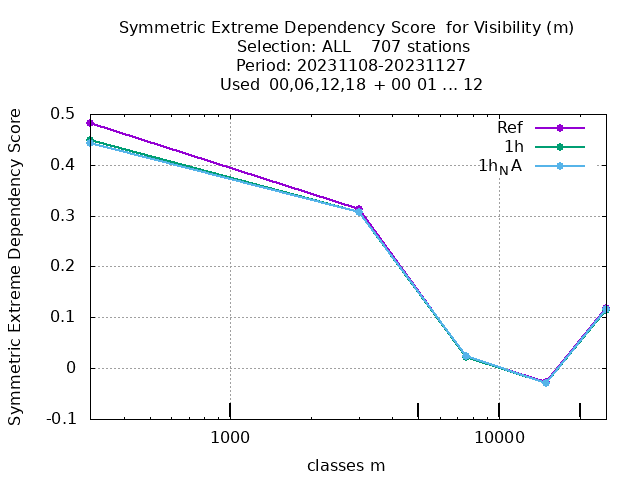 Symmetric Extreme Dependency Score  for Visibility (m)
Selection: ALL    707 stations
Period: 20231108-20231127
Used  00,06,12,18  + 00 01 ... 12
Symmetric Extreme Dependency Score
0.5
0.4
0.3
0.2
0.1
0
-0.1
Ref
1h
1h_NA
1000
10000
classes m